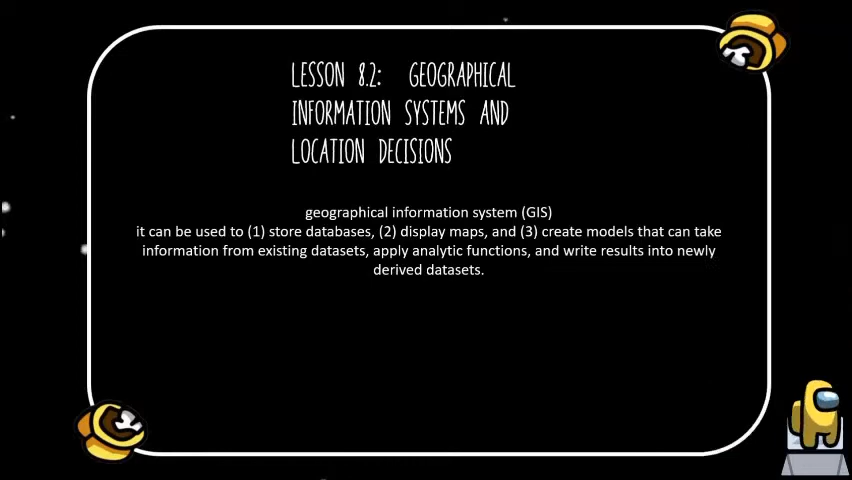 LESSON 8.2: GEOGRAPHICAL
INFORMATION SYSTEMS AND
LOCATION DECISIONS
geographical information system (GIS)
it can be used to (1) store databases, (2) display maps, and (3) create models that can take
information from existing datasets, apply analytic functions, and write results into newly
derived datasets.